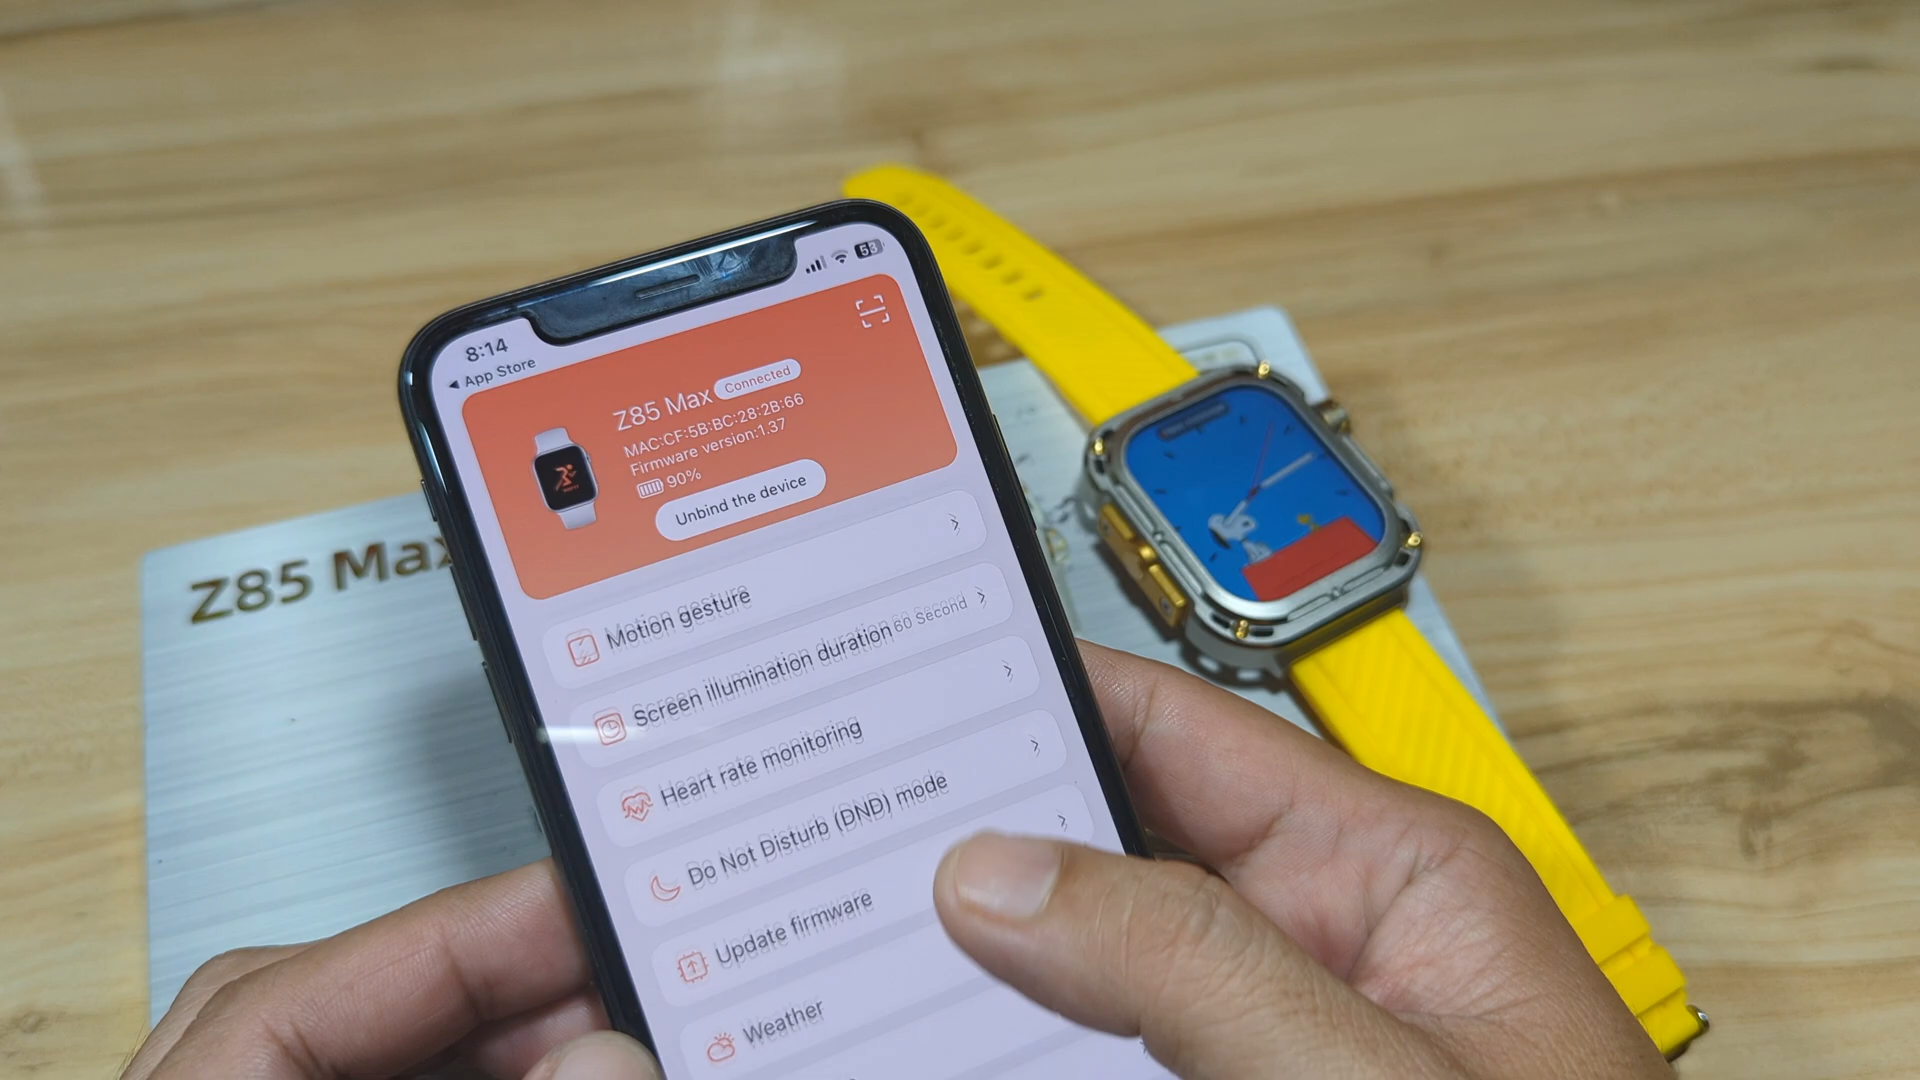 8:14
53
◀ App Store
Z85 Max
Connected
MAC:CF:5B:BC:28:2B:66
Firmware version:1.37
90%
Unbind the device
Motion gesture
Screen illumination duration
60 Second
Heart rate monitoring
Do Not Disturb (DND) mode
Update firmware
Weather
Z85 Max